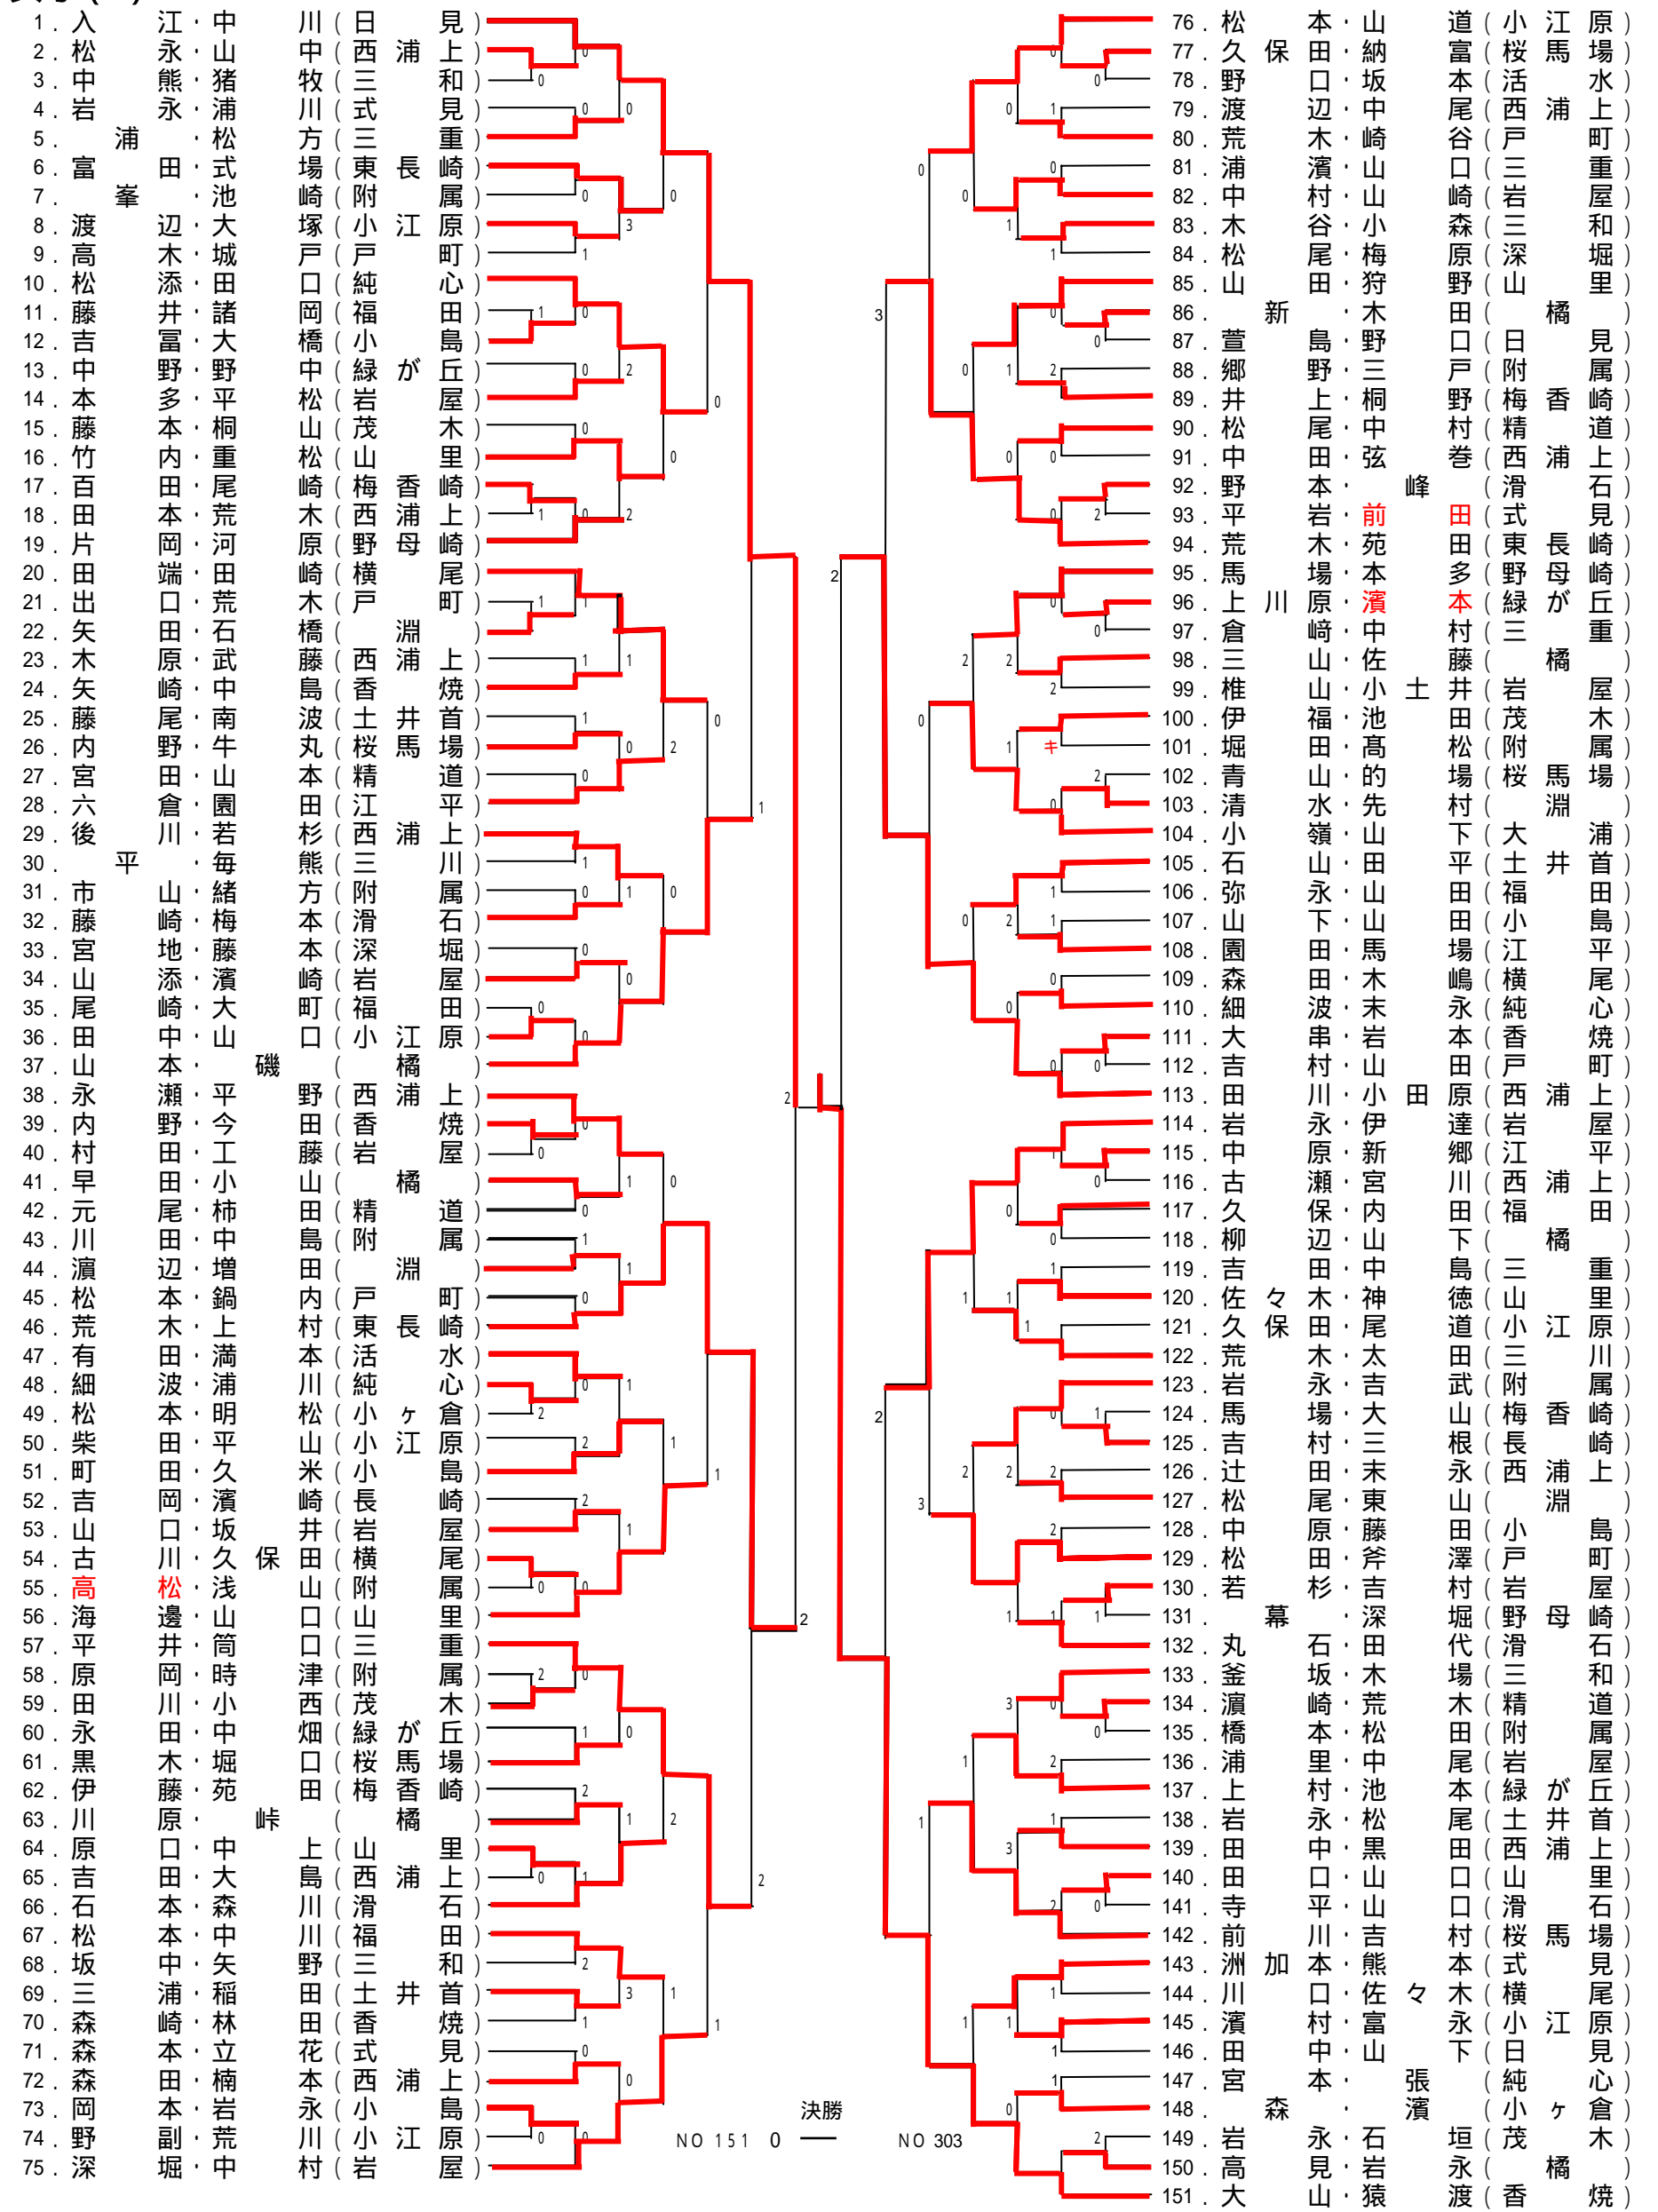 1. 入江・中川(日見)
2. 松永・山中(西浦上)
3. 中熊・猪牧(三和)
4. 岩永・浦川(式見)
5. 浦・松方(三重)
6. 富田・式場(東長崎)
7. 峯・池崎(附属)
8. 渡辺・大塚(小江原)
9. 高木・城戸(戸町)
10. 松添・田口(純心)
11. 藤井・諸岡(福田)
12. 吉冨・大橋(小島)
13. 中野・野中(緑が丘)
14. 本多・平松(岩屋)
15. 藤本・桐山(茂木)
16. 竹内・重松(山里)
17. 百田・尾崎(梅香崎)
18. 田本・荒木(西浦上)
19. 片岡・河原(野母崎)
20. 田端・田崎(横尾)
21. 出口・荒木(戸町)
22. 矢田・石橋(淵)
23. 木原・武藤(西浦上)
24. 矢崎・中島(香焼)
25. 藤尾・南波(土井首)
26. 内野・牛丸(桜馬場)
27. 宮田・山本(精道)
28. 六倉・園田(江平)
29. 後川・若杉(西浦上)
30. 平・毎熊(三川)
31. 市山・緒方(附属)
32. 藤崎・梅本(滑石)
33. 宮地・藤本(深堀)
34. 山添・濱崎(岩屋)
35. 尾崎・大町(福田)
36. 田中・山口(小江原)
37. 山本・磯(橘)
38. 永瀬・平野(西浦上)
39. 内野・今田(香焼)
40. 村田・工藤(岩屋)
41. 早田・小山(橘)
42. 元尾・柿田(精道)
43. 川田・中島(附属)
44. 濵辺・増田(淵)
45. 松本・鍋内(戸町)
46. 荒木・上村(東長崎)
47. 有田・満本(活水)
48. 細波・浦川(純心)
49. 松本・明松(小ヶ倉)
50. 柴田・平山(小江原)
51. 町田・久米(小島)
52. 吉岡・濱崎(長崎)
53. 山口・坂井(岩屋)
54. 古川・久保田(横尾)
55. 高松・浅山(附属)
56. 海邊・山口(山里)
57. 平井・筒口(三重)
58. 原岡・時津(附属)
59. 田川・小西(茂木)
60. 永田・中畑(緑が丘)
61. 黒木・堀口(桜馬場)
62. 伊藤・苑田(梅香崎)
63. 川原・峠(橘)
64. 原口・中上(山里)
65. 吉田・大島(西浦上)
66. 石本・森川(滑石)
67. 松本・中川(福田)
68. 坂中・矢野(三和)
69. 三浦・稲田(土井首)
70. 森崎・林田(香焼)
71. 森本・立花(式見)
72. 森田・楠本(西浦上)
73. 岡本・岩永(小島)
74. 野副・荒川(小江原)
75. 深堀・中村(岩屋)
決勝
NO 151 0 — NO 303
76. 松本・山道(小江原)
77. 久保田・納富(桜馬場)
78. 野口・坂本(活水)
79. 渡辺・中尾(西浦上)
80. 荒木・崎谷(戸町)
81. 浦濱・山口(三重)
82. 中村・山崎(岩屋)
83. 木谷・小森(三和)
84. 松尾・梅原(深堀)
85. 山田・狩野(山里)
86. 新・木田(橘)
87. 萱島・野口(日見)
88. 郷野・三戸(附属)
89. 井上・桐野(梅香崎)
90. 松尾・中村(精道)
91. 中田・弦巻(西浦上)
92. 野本・峰(滑石)
93. 平岩・前田(式見)
94. 荒木・苑田(東長崎)
95. 馬場・本多(野母崎)
96. 上川原・濱本(緑が丘)
97. 倉﨑・中村(三重)
98. 三山・佐藤(橘)
99. 椎山・小土井(岩屋)
100. 伊福・池田(茂木)
101. 堀田・髙松(附属)
102. 青山・的場(桜馬場)
103. 清水・先村(淵)
104. 小嶺・山下(大浦)
105. 石山・田平(土井首)
106. 弥永・山田(福田)
107. 山下・山田(小島)
108. 園田・馬場(江平)
109. 森田・木嶋(横尾)
110. 細波・末永(純心)
111. 大串・岩本(香焼)
112. 吉村・山田(戸町)
113. 田川・小田原(西浦上)
114. 岩永・伊達(岩屋)
115. 中原・新郷(江平)
116. 古瀬・宮川(西浦上)
117. 久保・内田(福田)
118. 柳辺・山下(橘)
119. 吉田・中島(三重)
120. 佐々木・神徳(山里)
121. 久保田・尾道(小江原)
122. 荒木・太田(三川)
123. 岩永・吉武(附属)
124. 馬場・大山(梅香崎)
125. 吉村・三根(長崎)
126. 辻田・末永(西浦上)
127. 松尾・東山(淵)
128. 中原・藤田(小島)
129. 松田・斧澤(戸町)
130. 若杉・吉村(岩屋)
131. 幕・深堀(野母崎)
132. 丸石・田代(滑石)
133. 釜坂・木場(三和)
134. 濵崎・荒木(精道)
135. 橋本・松田(附属)
136. 浦里・中尾(岩屋)
137. 上村・池本(緑が丘)
138. 岩永・松尾(土井首)
139. 田中・黒田(西浦上)
140. 田口・山口(山里)
141. 寺平・山口(滑石)
142. 前川・吉村(桜馬場)
143. 洲加本・熊本(式見)
144. 川口・佐々木(横尾)
145. 濱村・富永(小江原)
146. 田中・山下(日見)
147. 宮本・張(純心)
148. 森・濱(小ヶ倉)
149. 岩永・石垣(茂木)
150. 高見・岩永(橘)
151. 大山・猿渡(香焼)